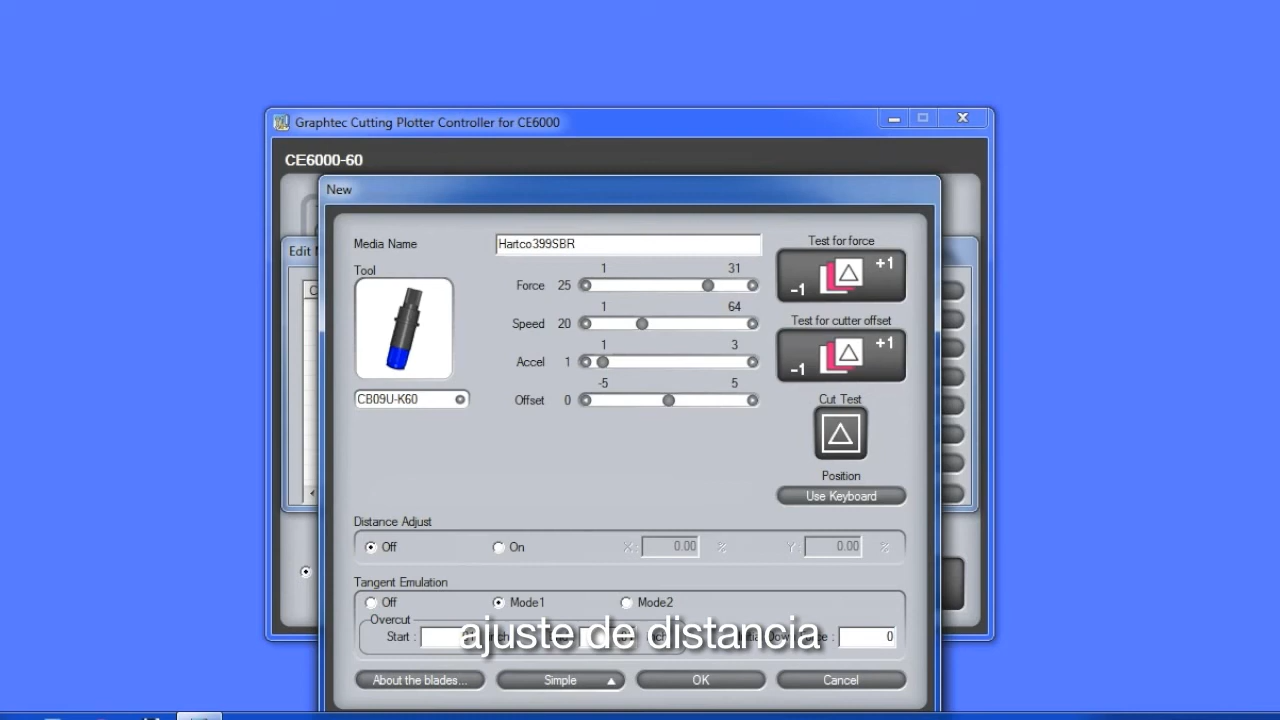 Graphtec Cutting Plotter Controller for CE6000
CE6000-60
New
Edit
Media Name
Hartco399SBR
Tool
CB09U-K60
1 31
Force 25
1 64
Speed 20
1 3
Accel 1
-5 5
Offset 0
Test for force
-1 +1
Test for cutter offset
-1 +1
Cut Test
Position
Use Keyboard
Distance Adjust
Off On X: 0.00 % Y: 0.00 %
Tangent Emulation
Off Mode1 Mode2
Overcut
Start : 0
ajuste de distancia
About the blades... Simple OK Cancel